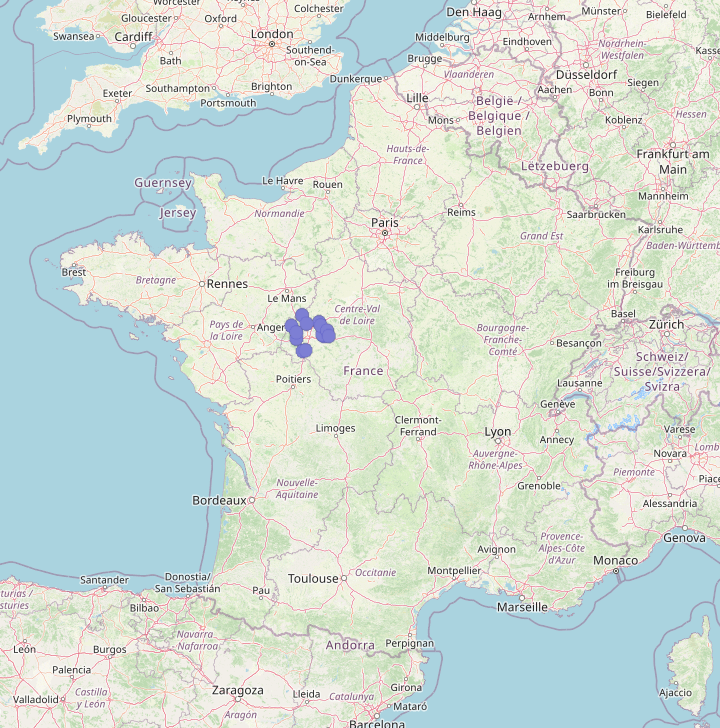 Worcester
Colchester
Gloucester
Oxford
Swansea
Cardiff
London
Den Haag
Arnhem
Münster
Bielefeld
Middelburg
Eindhoven
Bath
Southend-
on-Sea
Brugge
Nordrhein-
Westfalen
Dunkerque
Vlaanderen
Düsseldorf
Exeter
Southampton
Brighton
Portsmouth
Lille
België /
Belgique /
Belgien
Aachen
Siegen
Bonn
Plymouth
Mons
Koblenz
Hessen
Hauts-de-
France
Lëtzebuerg
Frankfurt am
Main
Guernsey
Le Havre
Rouen
Mannheim
Jersey
Normandie
Paris
Reims
Saarbrücken
Karlsruhe
Grand Est
Brest
Bretagne
Rennes
Freiburg
im Breisgau
Le Mans
Centre-Val
de Loire
Basel
Zürich
Pays de
la Loire
Bourgogne-
Franche-
Comté
Besançon
Schweiz/
Suisse/Svizzera/
Svizra
France
Poitiers
Lausanne
Genève
Limoges
Clermont-
Ferrand
Lyon
Annecy
Varese
Novara
Auvergne-
Rhône-Alpes
Piemonte
Grenoble
Nouvelle-
Aquitaine
Bordeaux
Alessandria
Genova
Provence-
Alpes-Côte
d'Azur
Avignon
Monaco
Santander
Donostia/
San Sebastián
Toulouse
Occitanie
Montpellier
Bilbao
Pau
Marseille
Navarra
Nafarroa
León
Burgos
Andorra
Perpignan
Palencia
Girona
Ajaccio
Castilla
y León
Valladolid
Zaragoza
Lleida
Catalunya
Mataró
Aragón
Barcelona